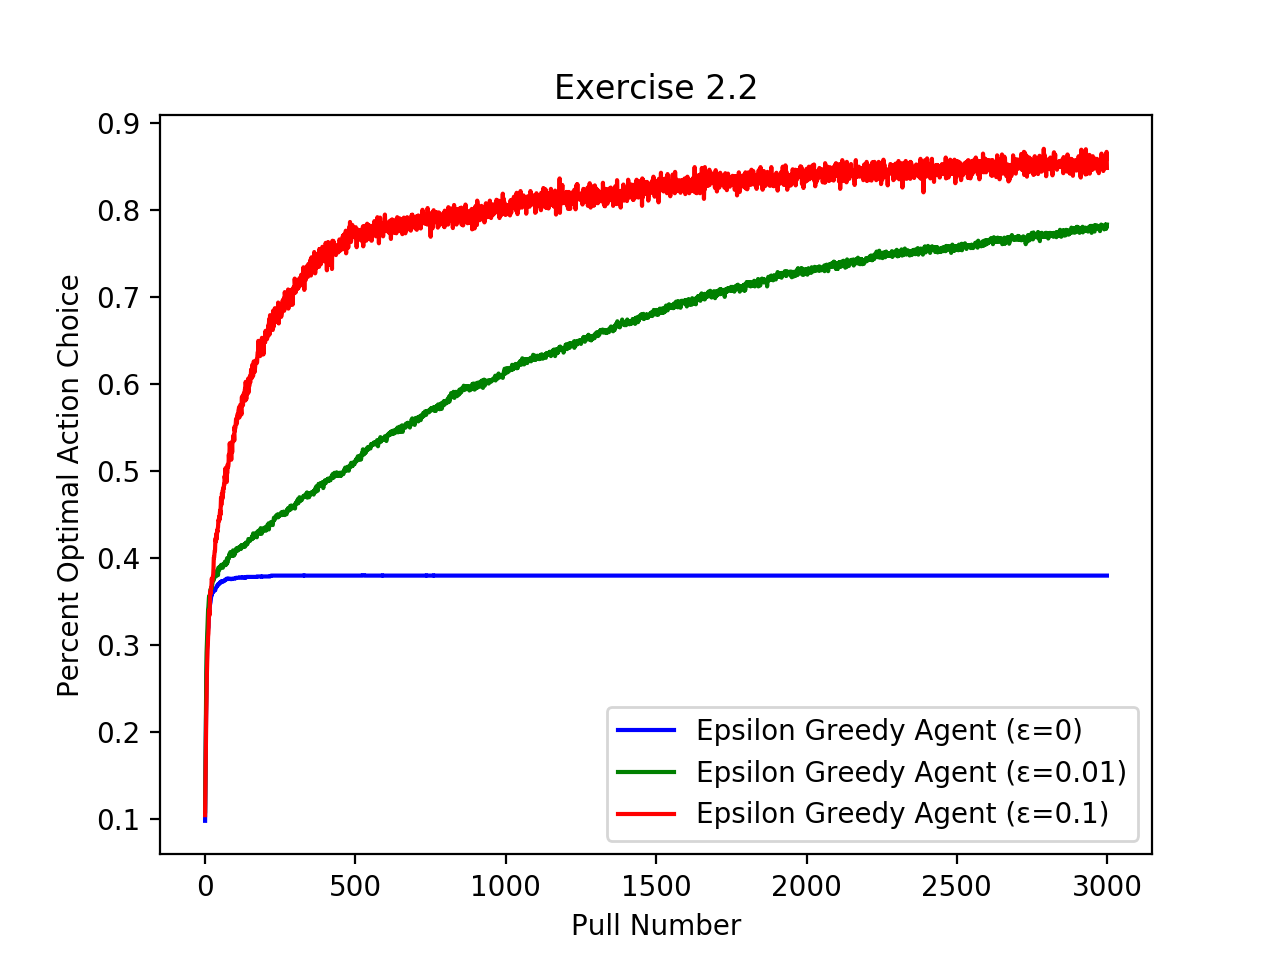 Exercise 2.2
Percent Optimal Action Choice
0.9
0.8
0.7
0.6
0.5
0.4
0.3
0.2
0.1
Epsilon Greedy Agent (ε=0)
Epsilon Greedy Agent (ε=0.01)
Epsilon Greedy Agent (ε=0.1)
0 500 1000 1500 2000 2500 3000
Pull Number